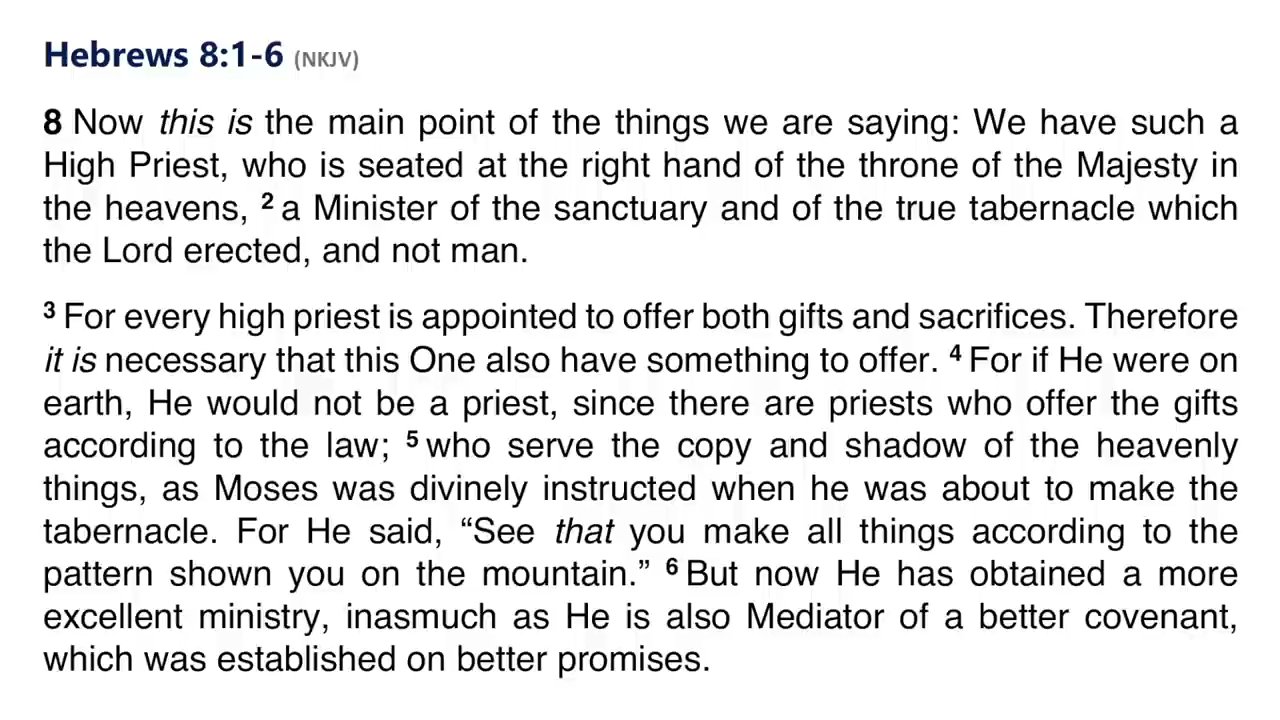 Hebrews 8:1-6 (NKJV)
8 Now this is the main point of the things we are saying: We have such a
High Priest, who is seated at the right hand of the throne of the Majesty in
the heavens, 2 a Minister of the sanctuary and of the true tabernacle which
the Lord erected, and not man.
3 For every high priest is appointed to offer both gifts and sacrifices. Therefore
it is necessary that this One also have something to offer. 4 For if He were on
earth, He would not be a priest, since there are priests who offer the gifts
according to the law; 5 who serve the copy and shadow of the heavenly
things, as Moses was divinely instructed when he was about to make the
tabernacle. For He said, “See that you make all things according to the
pattern shown you on the mountain.” 6 But now He has obtained a more
excellent ministry, inasmuch as He is also Mediator of a better covenant,
which was established on better promises.